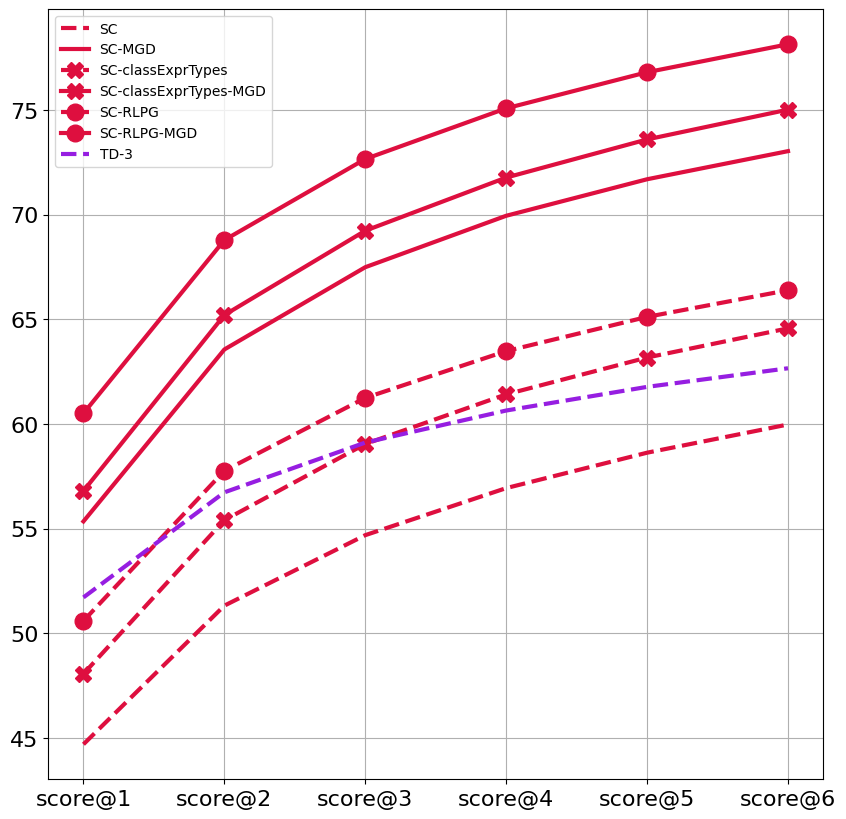 SC
SC-MGD
SC-classExprTypes
SC-classExprTypes-MGD
SC-RLPG
SC-RLPG-MGD
TD-3
75
70
65
60
55
50
45
score@1 score@2 score@3 score@4 score@5 score@6